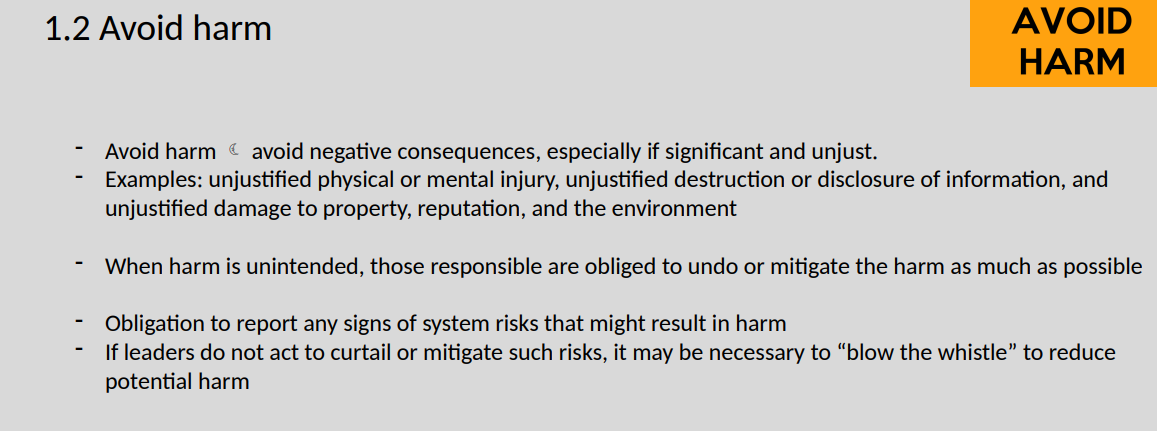 1.2 Avoid harm
AVOID
HARM
- Avoid harm ☾ avoid negative consequences, especially if significant and unjust.
- Examples: unjustified physical or mental injury, unjustified destruction or disclosure of information, and
unjustified damage to property, reputation, and the environment
- When harm is unintended, those responsible are obliged to undo or mitigate the harm as much as possible
- Obligation to report any signs of system risks that might result in harm
- If leaders do not act to curtail or mitigate such risks, it may be necessary to “blow the whistle” to reduce
potential harm